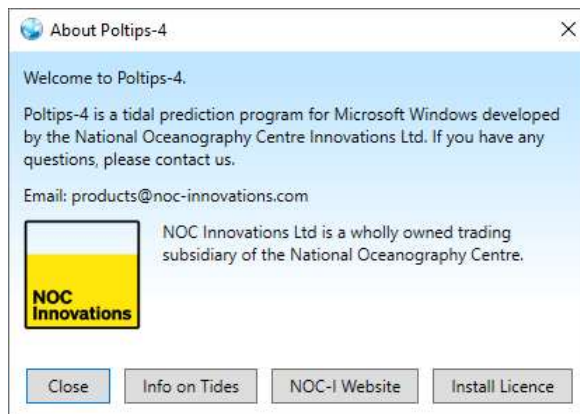 About Poltips-4
Welcome to Poltips-4.
Poltips-4 is a tidal prediction program for Microsoft Windows developed
by the National Oceanography Centre Innovations Ltd. If you have any
questions, please contact us.
Email: products@noc-innovations.com
NOC Innovations Ltd is a wholly owned trading
subsidiary of the National Oceanography Centre.
NOC
Innovations
Close
Info on Tides
NOC-I Website
Install Licence